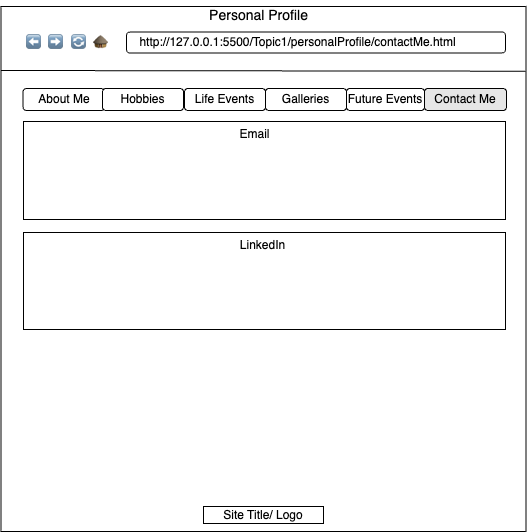 Personal Profile
http://127.0.0.1:5500/Topic1/personalProfile/contactMe.html
About Me Hobbies Life Events Galleries Future Events Contact Me
Email
LinkedIn
Site Title/ Logo